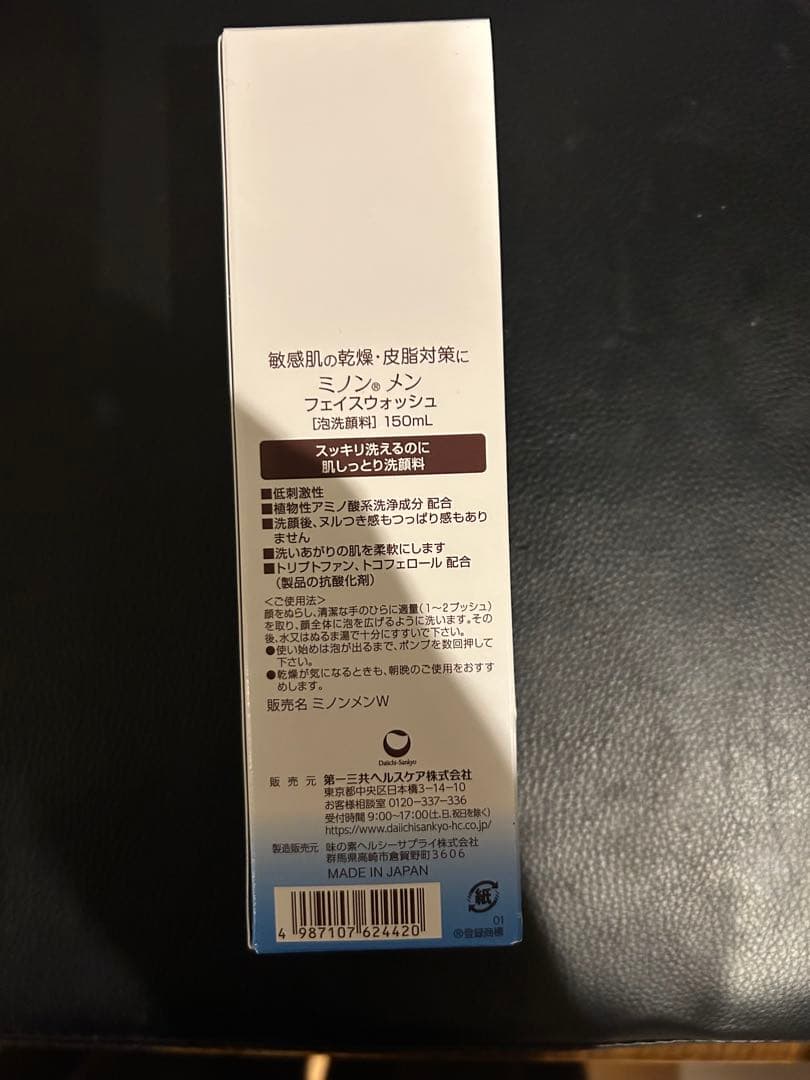 敏感肌の乾燥・皮脂対策に
ミノン® メン
フェイスウォッシュ
[泡洗顔料] 150mL
スッキリ洗えるのに
肌しっとり洗顔料
■低刺激性
■植物性アミノ酸系洗浄成分 配合
■洗顔後、ヌルつき感もつっぱり感もあり
ません
■洗いあがりの肌を柔軟にします
■トリプトファン、トコフェロール 配合
(製品の抗酸化剤)
<ご使用法>
顔をぬらし、清潔な手のひらに適量(1〜2プッシュ)
を取り、顔全体に泡を広げるように洗います。その
後、水又はぬるま湯で十分にすすいで下さい。
●使い始めは泡が出るまで、ポンプを数回押して
下さい。
●乾燥が気になるときも、朝晩のご使用をおすす
めします。
販売名 ミノンメンW
Daiichi-Sankyo
販売元 第一三共ヘルスケア株式会社
東京都中央区日本橋3-14-10
お客様相談室 0120-337-336
受付時間 9:00〜17:00(土、日、祝日を除く)
https://www.daiichisankyo-hc.co.jp/
製造販売元 味の素ヘルシーサプライ株式会社
群馬県高崎市倉賀野町3606
MADE IN JAPAN
紙
01
®登録商標
4 987107 624420